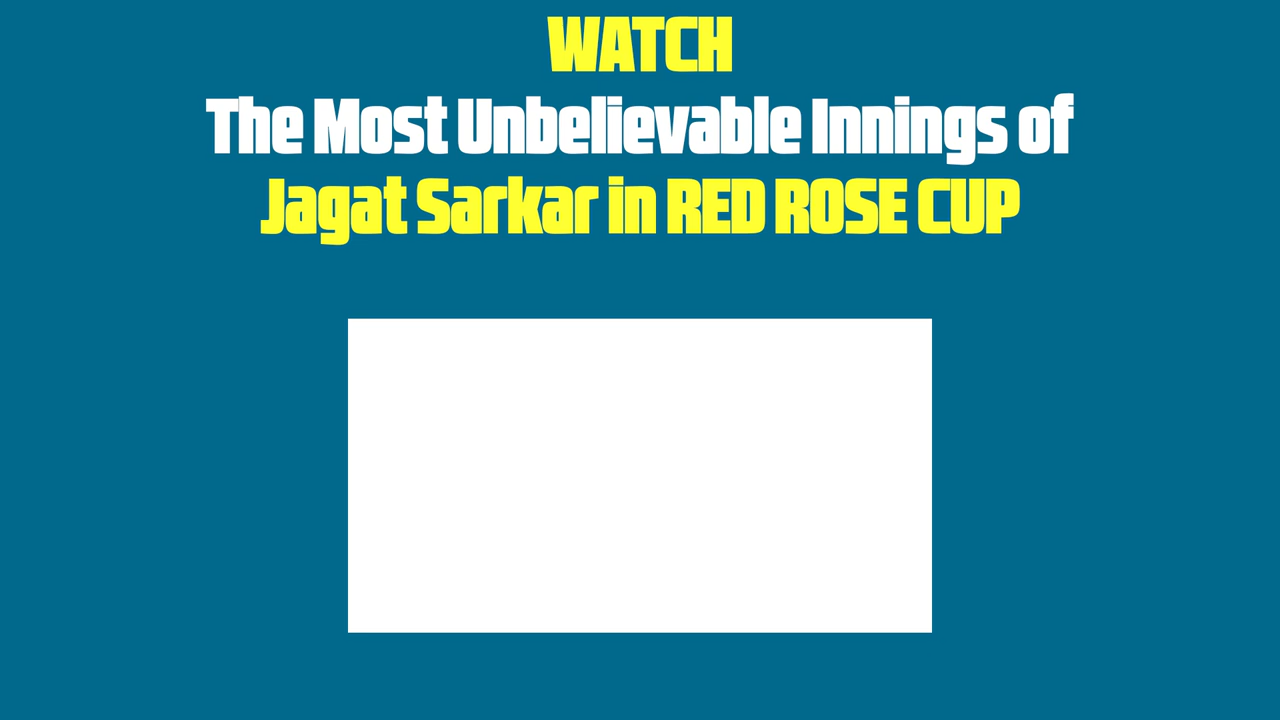 WATCH
The Most Unbelievable Innings of
Jagat Sarkar in RED ROSE CUP